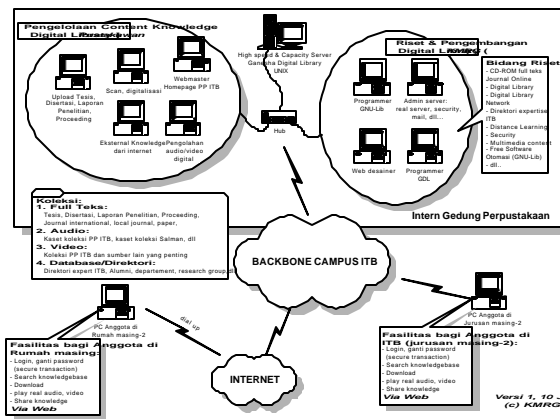 Pengelolaan Content Knowledge
Digital Library
Upload Tesis,
Disertasi, Laporan
Penelitian,
Proceeding
Scan, digitalisasi
Webmaster
Homepage PP ITB
Eksternal Knowledge
dari internet
Pengolahan
audio/video
digital
High speed & Capacity Server
Ganesha Digital Library
UNIX
Hub
Riset & Pengembangan
Digital Library
Programmer
GNU-Lib
Admin server:
real server, security,
mail, dll...
Web desainer
Programmer
GDL
Bidang Riset
- CD-ROM full teks
Journal Online
- Digital Library
- Digital Library
Network
- Direktori expertise
ITB
- Distance Learning
- Security
- Multimedia content
- Free Software
Otomasi (GNU-Lib)
- dll..
Intern Gedung Perpustakaan
Koleksi:
1. Full Teks:
Tesis, Disertasi, Laporan Penelitian, Proceeding,
Journal international, local journal, paper,
2. Audio:
Kaset koleksi PP ITB, kaset koleksi Salman, dll
3. Video:
Koleksi PP ITB dan sumber lain yang penting
4. Database/Direktori:
Direktori expert ITB, Alumni, departement, research group, dll
BACKBONE CAMPUS ITB
PC Anggota di
Rumah masing-2
dial up
PC Anggota di
Jurusan masing-2
Fasilitas bagi Anggota di
Rumah masing:
- Login, ganti password
(secure transaction)
- Search knowledgebase
- Download
- play real audio, video
- Share knowledge
Via Web
INTERNET
Fasilitas bagi Anggota di
ITB (jurusan masing-2):
- Login, ganti password
(secure transaction)
- Search knowledgebase
- Download
- play real audio, video
- Share knowledge
Via Web
Versi 1, 10
(c) KMRG